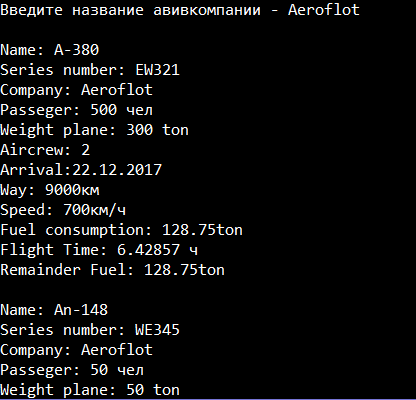 Введите название авивкомпании - Aeroflot
Name: A-380
Series number: EW321
Company: Aeroflot
Passeger: 500 чел
Weight plane: 300 ton
Aircrew: 2
Arrival:22.12.2017
Way: 9000км
Speed: 700км/ч
Fuel consumption: 128.75ton
Flight Time: 6.42857 ч
Remainder Fuel: 128.75ton
Name: An-148
Series number: WE345
Company: Aeroflot
Passeger: 50 чел
Weight plane: 50 ton